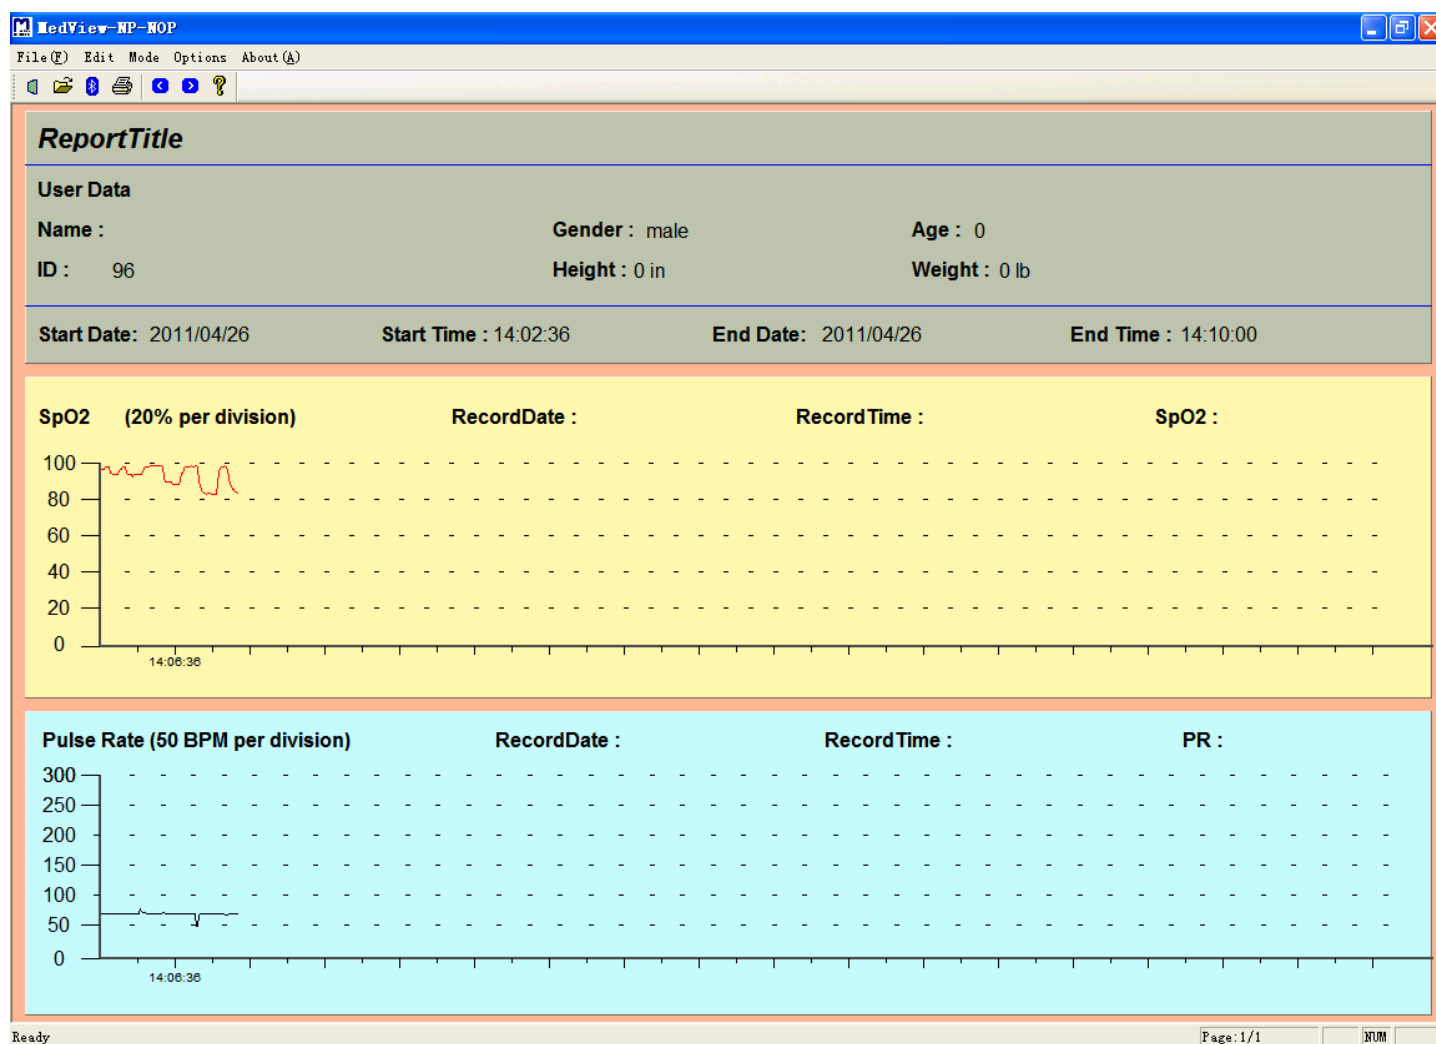 MedView-NP-NOP
File(F) Edit Mode Options About(A)
ReportTitle
User Data
Name : Gender : male Age : 0
ID : 96 Height : 0 in Weight : 0 lb
Start Date: 2011/04/26 Start Time : 14:02:36 End Date: 2011/04/26 End Time : 14:10:00
SpO2 (20% per division) RecordDate : RecordTime : SpO2 :
100
80
60
40
20
0
14:06:36
Pulse Rate (50 BPM per division) RecordDate : RecordTime : PR :
300
250
200
150
100
50
0
14:06:36
Ready Page:1/1 NUM